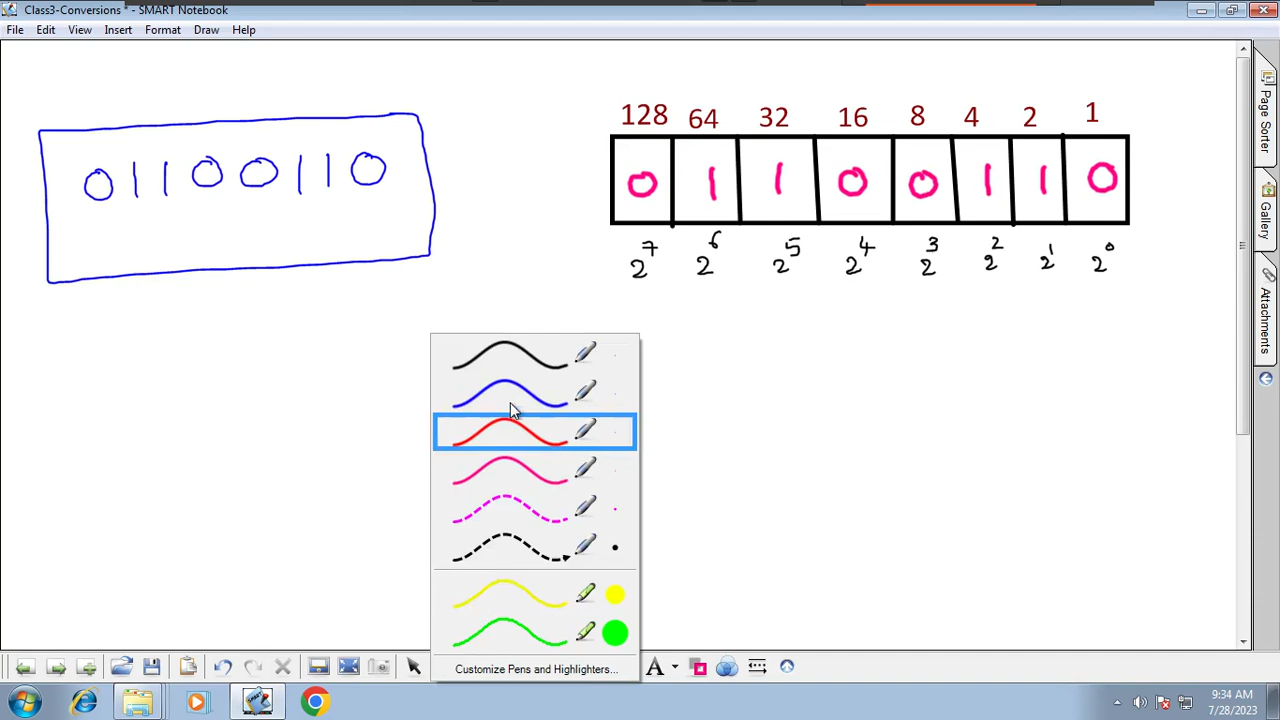 Class3-Conversions * - SMART Notebook
File Edit View Insert Format Draw Help
01100110
128 64 32 16 8 4 2 1
0 1 1 0 0 1 1 0
2⁷ 2⁶ 2⁵ 2⁴ 2³ 2² 2¹ 2⁰
Page Sorter
Gallery
Attachments
Customize Pens and Highlighters...
A
9:34 AM
7/28/2023